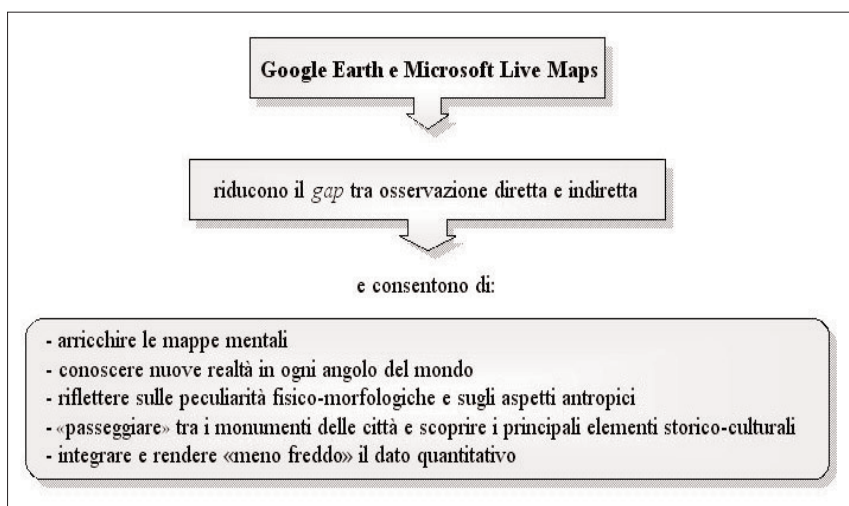 Google Earth e Microsoft Live Maps
riducono il gap tra osservazione diretta e indiretta
e consentono di:
- arricchire le mappe mentali
- conoscere nuove realtà in ogni angolo del mondo
- riflettere sulle peculiarità fisico-morfologiche e sugli aspetti antropici
- «passeggiare» tra i monumenti delle città e scoprire i principali elementi storico-culturali
- integrare e rendere «meno freddo» il dato quantitativo